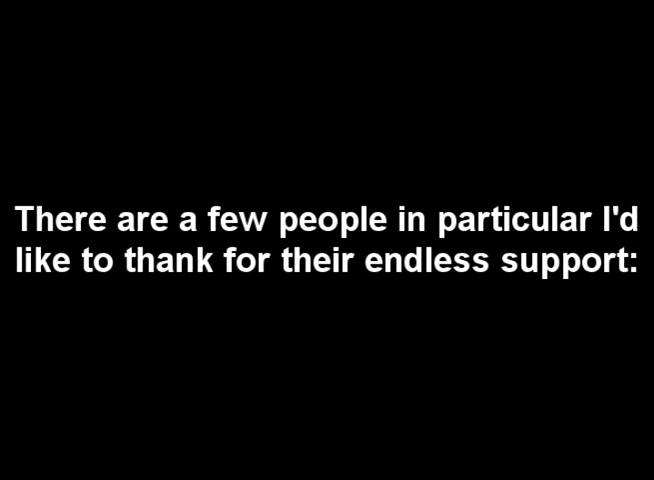 There are a few people in particular I'd
like to thank for their endless support: